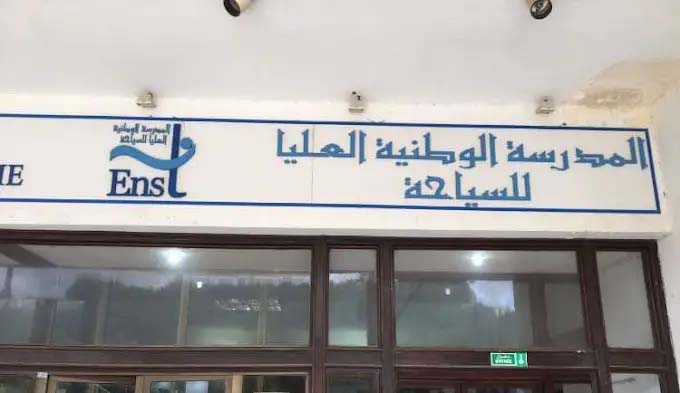 المدرسة الوطنية العليا
للسياحة
المدرسة الوطنية
العليا للسياحة
Enst
IE